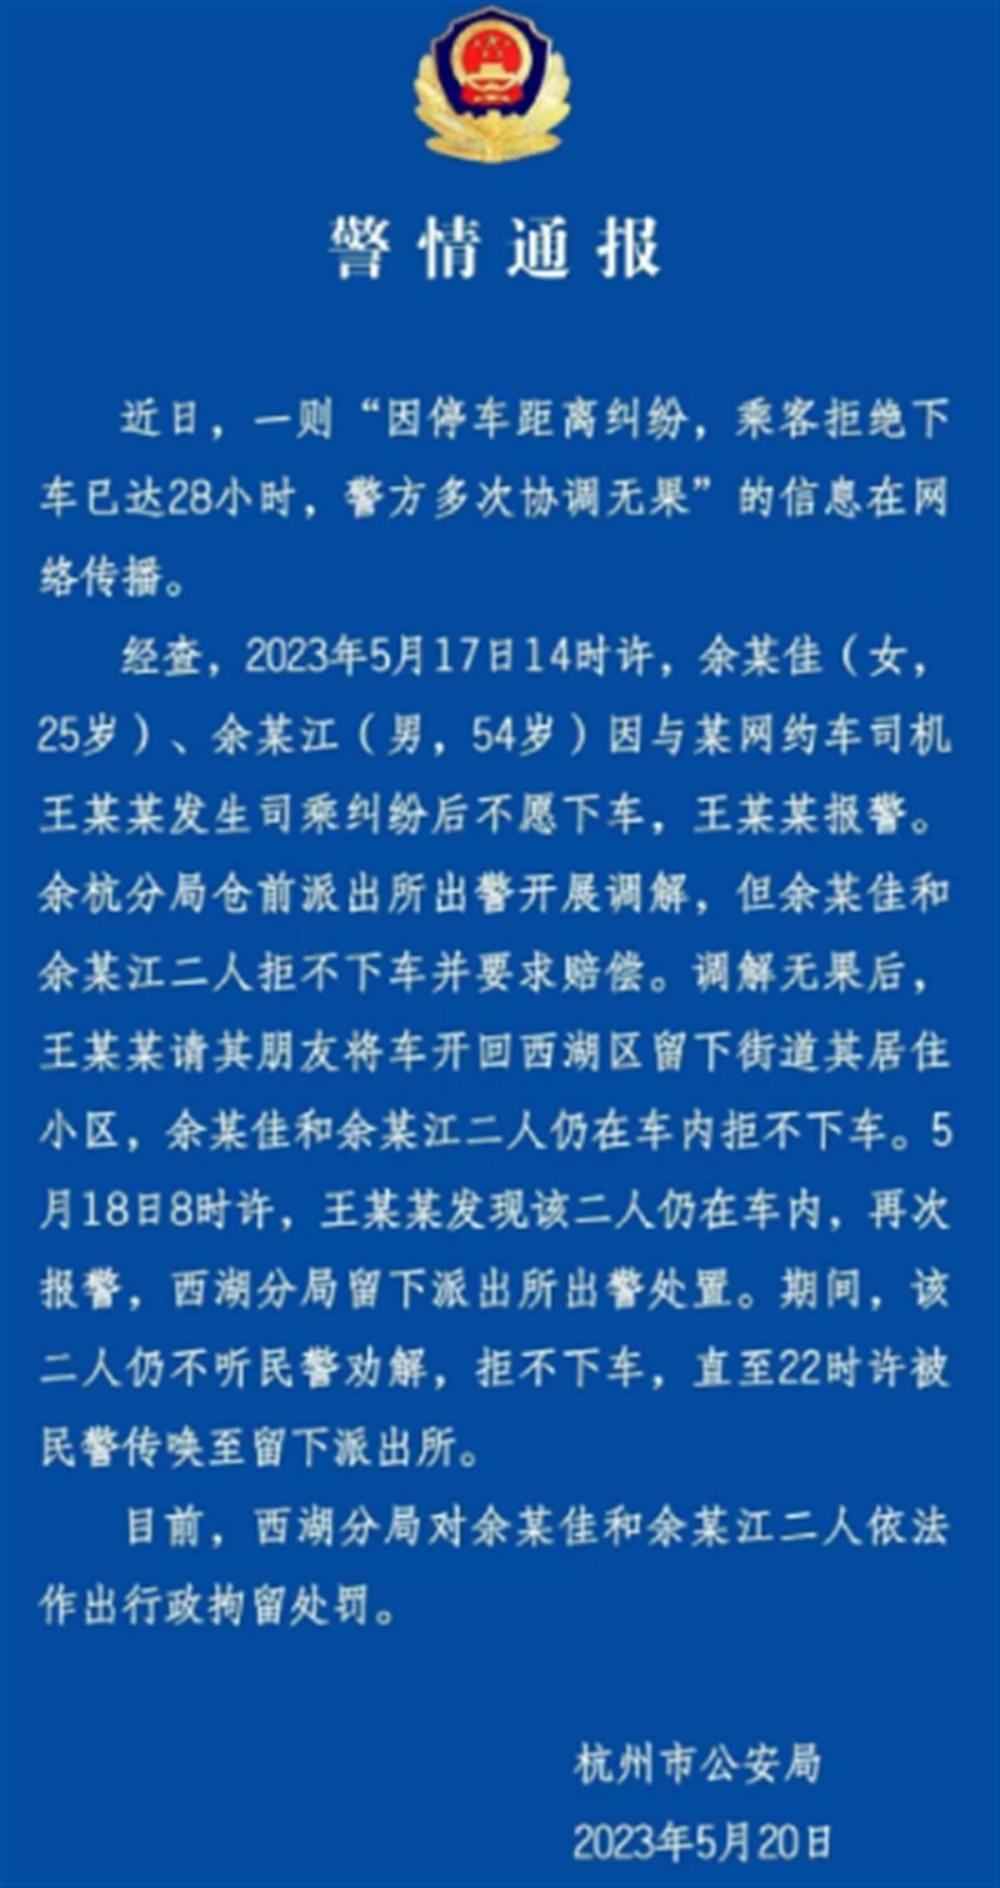 警情通报
近日，一则“因停车距离纠纷，乘客拒绝下
车已达28小时，警方多次协调无果”的信息在网
络传播。
经查，2023年5月17日14时许，余某佳（女，
25岁）、余某江（男，54岁）因与某网约车司机
王某某发生司乘纠纷后不愿下车，王某某报警。
余杭分局仓前派出所出警开展调解，但余某佳和
余某江二人拒不下车并要求赔偿。调解无果后，
王某某请其朋友将车开回西湖区留下街道其居住
小区，余某佳和余某江二人仍在车内拒不下车。5
月18日8时许，王某某发现该二人仍在车内，再次
报警，西湖分局留下派出所出警处置。期间，该
二人仍不听民警劝解，拒不下车，直至22时许被
民警传唤至留下派出所。
目前，西湖分局对余某佳和余某江二人依法
作出行政拘留处罚。
杭州市公安局
2023年5月20日